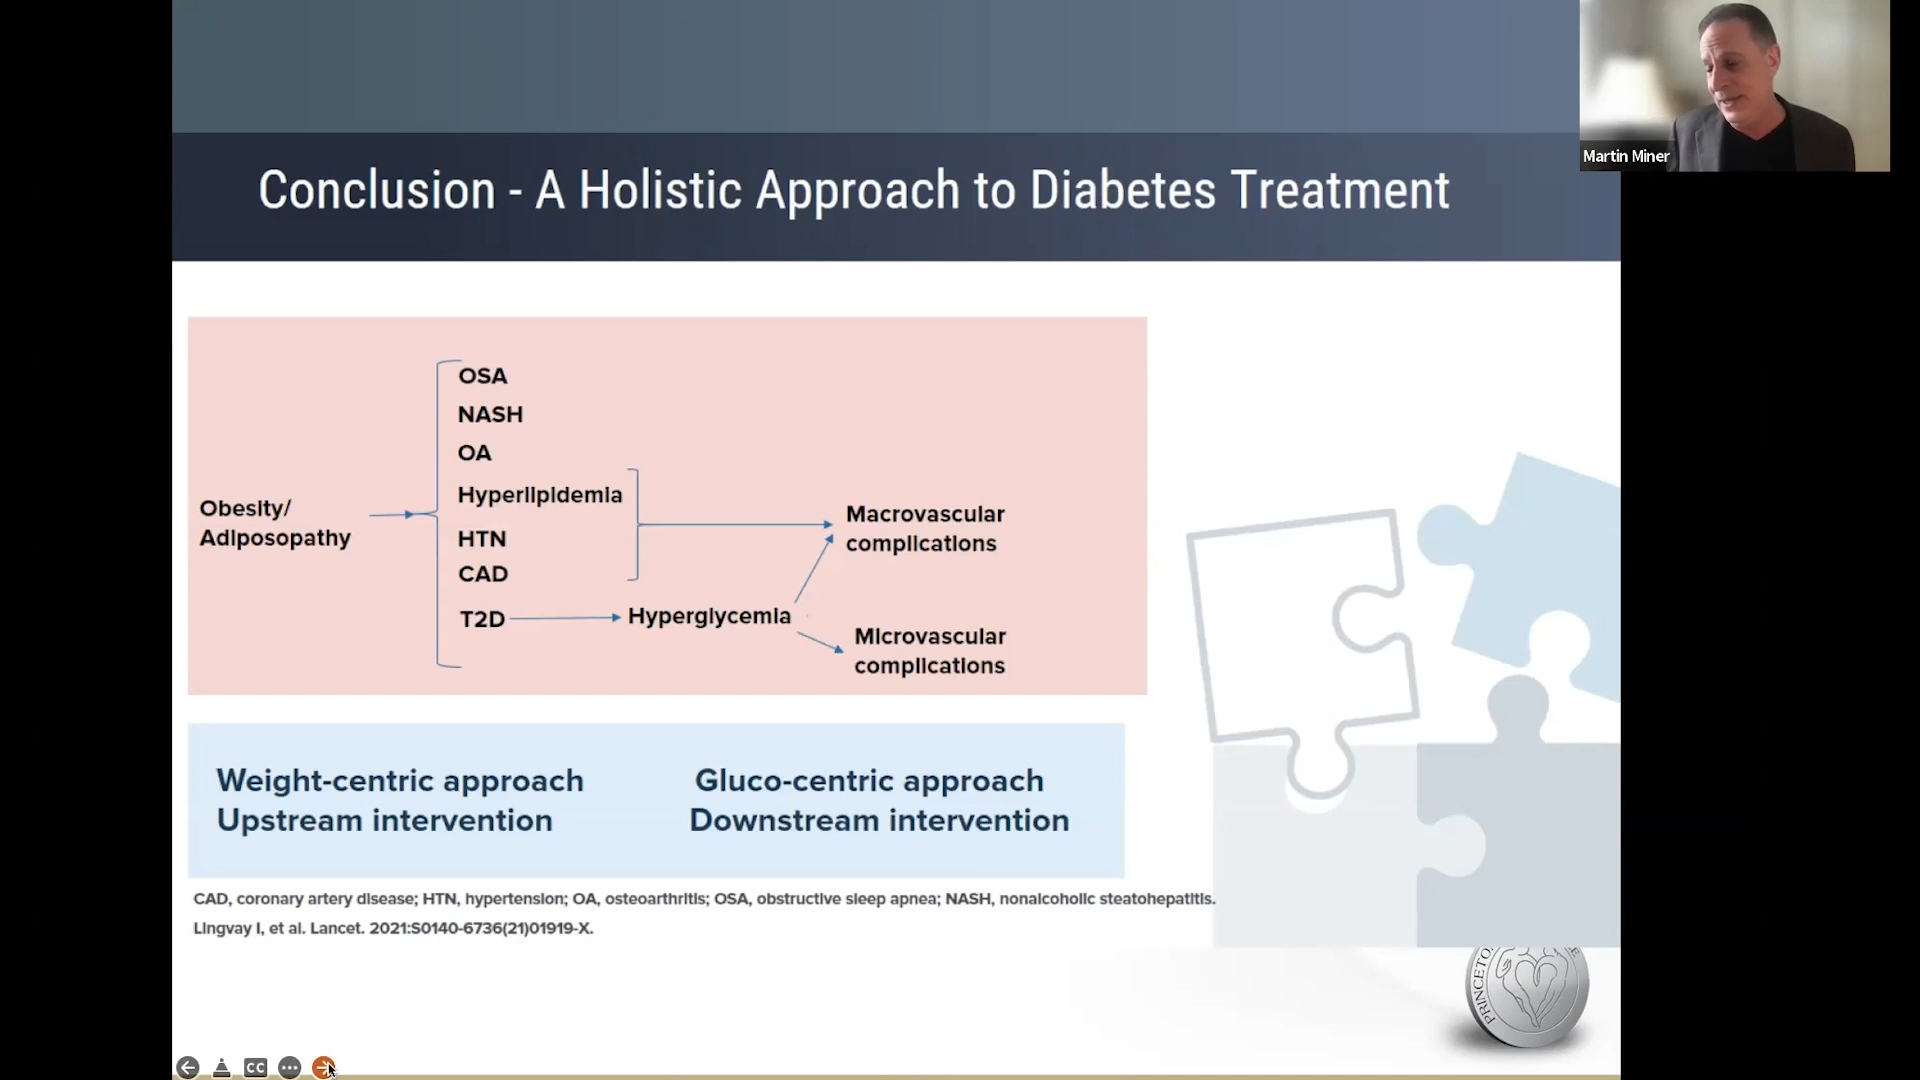 Martin Miner
Conclusion - A Holistic Approach to Diabetes Treatment
OSA
NASH
OA
Hyperlipidemia
HTN
CAD
T2D
Obesity/
Adiposopathy
Hyperglycemia
Macrovascular
complications
Microvascular
complications
Weight-centric approach
Upstream intervention
Gluco-centric approach
Downstream intervention
CAD, coronary artery disease; HTN, hypertension; OA, osteoarthritis; OSA, obstructive sleep apnea; NASH, nonalcoholic steatohepatitis.
Lingvay I, et al. Lancet. 2021:S0140-6736(21)01919-X.
CC